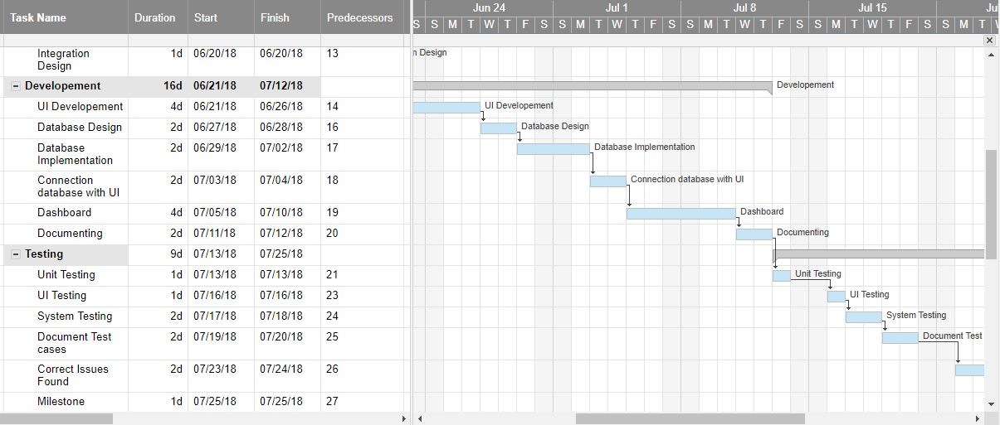 Task Name Duration Start Finish Predecessors
Jun 24 Jul 1 Jul 8 Jul 15 Ju
S S M T W T F S S M T W T F S S M T W T F S S M T W T F S S M T W
Integration Design 1d 06/20/18 06/20/18 13
n Design
Developement 16d 06/21/18 07/12/18
Developement
UI Developement 4d 06/21/18 06/26/18 14
UI Developement
Database Design 2d 06/27/18 06/28/18 16
Database Design
Database Implementation 2d 06/29/18 07/02/18 17
Database Implementation
Connection database with UI 2d 07/03/18 07/04/18 18
Connection database with UI
Dashboard 4d 07/05/18 07/10/18 19
Dashboard
Documenting 2d 07/11/18 07/12/18 20
Documenting
Testing 9d 07/13/18 07/25/18
Unit Testing 1d 07/13/18 07/13/18 21
Unit Testing
UI Testing 1d 07/16/18 07/16/18 23
UI Testing
System Testing 2d 07/17/18 07/18/18 24
System Testing
Document Test cases 2d 07/19/18 07/20/18 25
Document Test
Correct Issues Found 2d 07/23/18 07/24/18 26
Milestone 1d 07/25/18 07/25/18 27